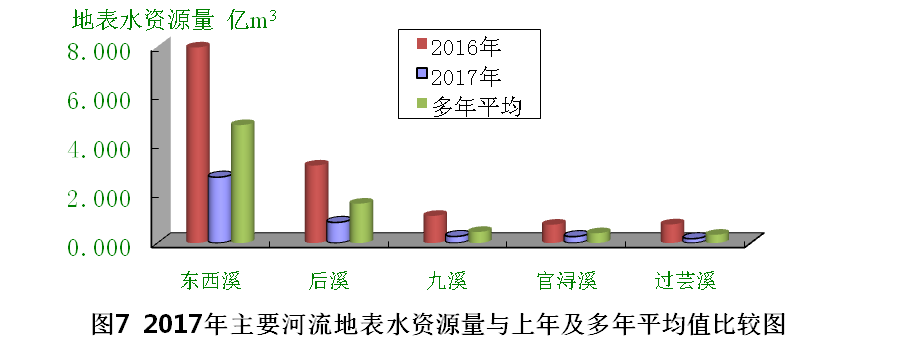 地表水资源量 亿m³
8.000
6.000
4.000
2.000
0.000
2016年
2017年
多年平均
东西溪 后溪 九溪 官浔溪 过芸溪
图7 2017年主要河流地表水资源量与上年及多年平均值比较图